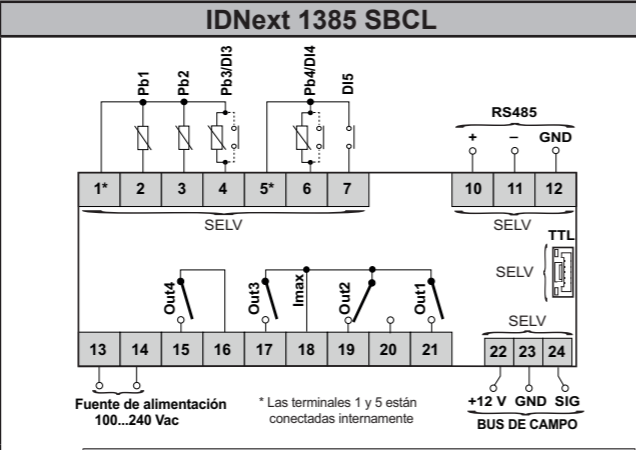 IDNext 1385 SBCL
Pb1
Pb2
Pb3/DI3
Pb4/DI4
DI5
RS485
+ – GND
1* 2 3 4 5* 6 7
10 11 12
SELV
SELV
TTL
SELV
Out4
Out3
Imax
Out2
Out1
SELV
13 14 15 16 17 18 19 20 21
22 23 24
Fuente de alimentación
100...240 Vac
* Las terminales 1 y 5 están
conectadas internamente
+12 V GND SIG
BUS DE CAMPO